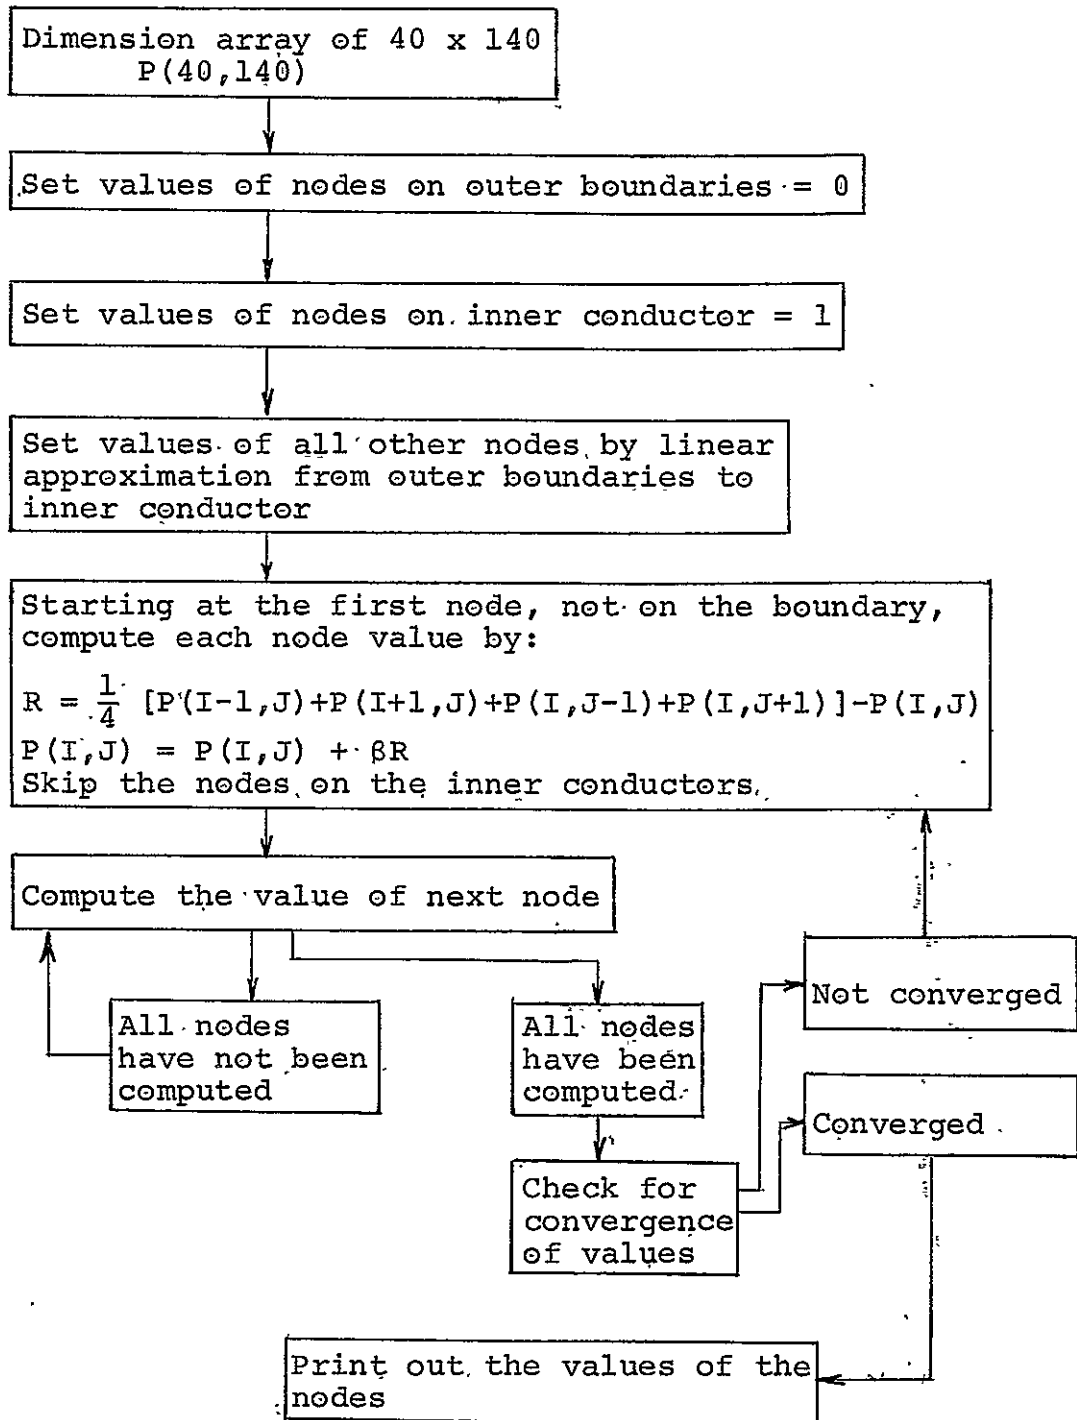 Dimension array of 40 x 140
P(40,140)
Set values of nodes on outer boundaries = 0
Set values of nodes on inner conductor = 1
Set values of all other nodes by linear
approximation from outer boundaries to
inner conductor
Starting at the first node, not on the boundary,
compute each node value by:
R = 1/4 [P(I-1,J)+P(I+1,J)+P(I,J-1)+P(I,J+1)]-P(I,J)
P(I,J) = P(I,J) + βR
Skip the nodes on the inner conductors.
Compute the value of next node
All nodes
have not been
computed
All nodes
have been
computed
Not converged
Converged
Check for
convergence
of values
Print out the values of the
nodes